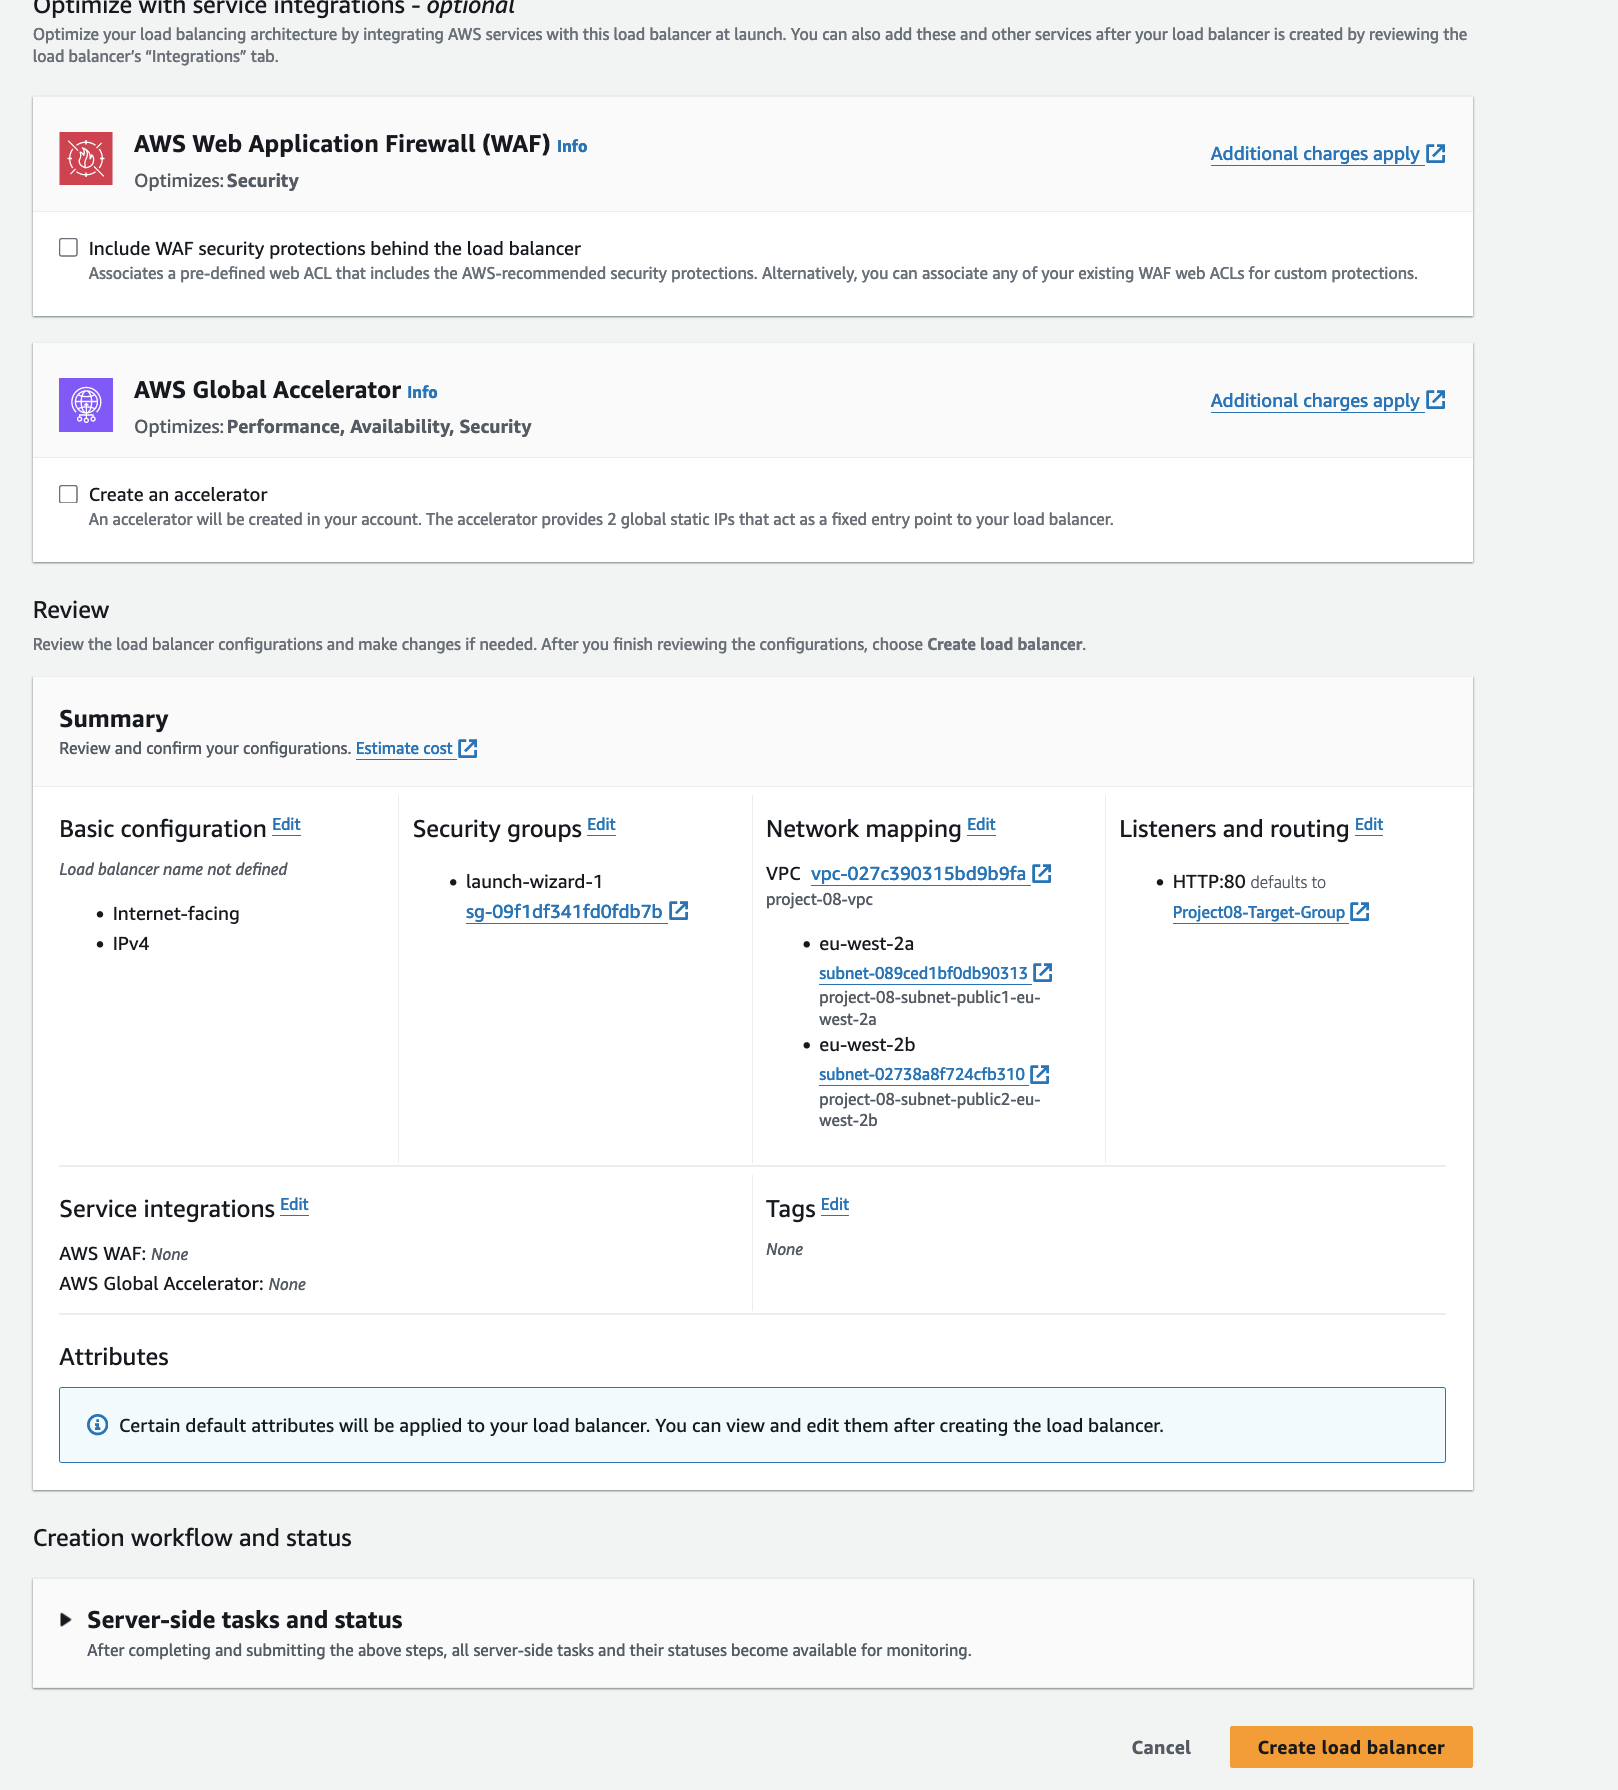 Optimize with service integrations - optional
Optimize your load balancing architecture by integrating AWS services with this load balancer at launch. You can also add these and other services after your load balancer is created by reviewing the
load balancer's “Integrations” tab.
AWS Web Application Firewall (WAF) Info
Optimizes: Security
Additional charges apply
Include WAF security protections behind the load balancer
Associates a pre-defined web ACL that includes the AWS-recommended security protections. Alternatively, you can associate any of your existing WAF web ACLs for custom protections.
AWS Global Accelerator Info
Optimizes: Performance, Availability, Security
Additional charges apply
Create an accelerator
An accelerator will be created in your account. The accelerator provides 2 global static IPs that act as a fixed entry point to your load balancer.
Review
Review the load balancer configurations and make changes if needed. After you finish reviewing the configurations, choose Create load balancer.
Summary
Review and confirm your configurations. Estimate cost
Basic configuration Edit
Load balancer name not defined
• Internet-facing
• IPv4
Security groups Edit
• launch-wizard-1
sg-09f1df341fd0fdb7b
Network mapping Edit
VPC vpc-027c390315bd9b9fa
project-08-vpc
• eu-west-2a
subnet-089ced1bf0db90313
project-08-subnet-public1-eu-
west-2a
• eu-west-2b
subnet-02738a8f724cfb310
project-08-subnet-public2-eu-
west-2b
Listeners and routing Edit
• HTTP:80 defaults to
Project08-Target-Group
Service integrations Edit
AWS WAF: None
AWS Global Accelerator: None
Tags Edit
None
Attributes
Certain default attributes will be applied to your load balancer. You can view and edit them after creating the load balancer.
Creation workflow and status
Server-side tasks and status
After completing and submitting the above steps, all server-side tasks and their statuses become available for monitoring.
Cancel
Create load balancer